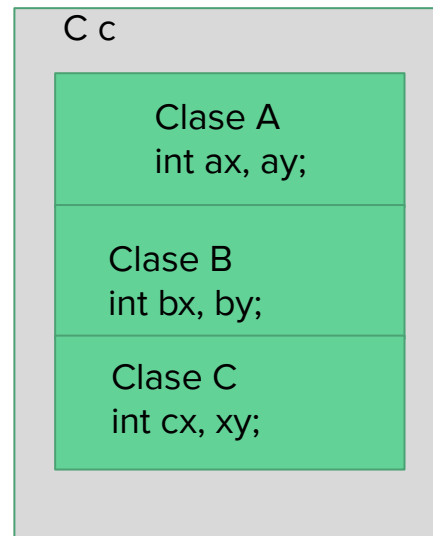 C c
Clase A
int ax, ay;
Clase B
int bx, by;
Clase C
int cx, xy;